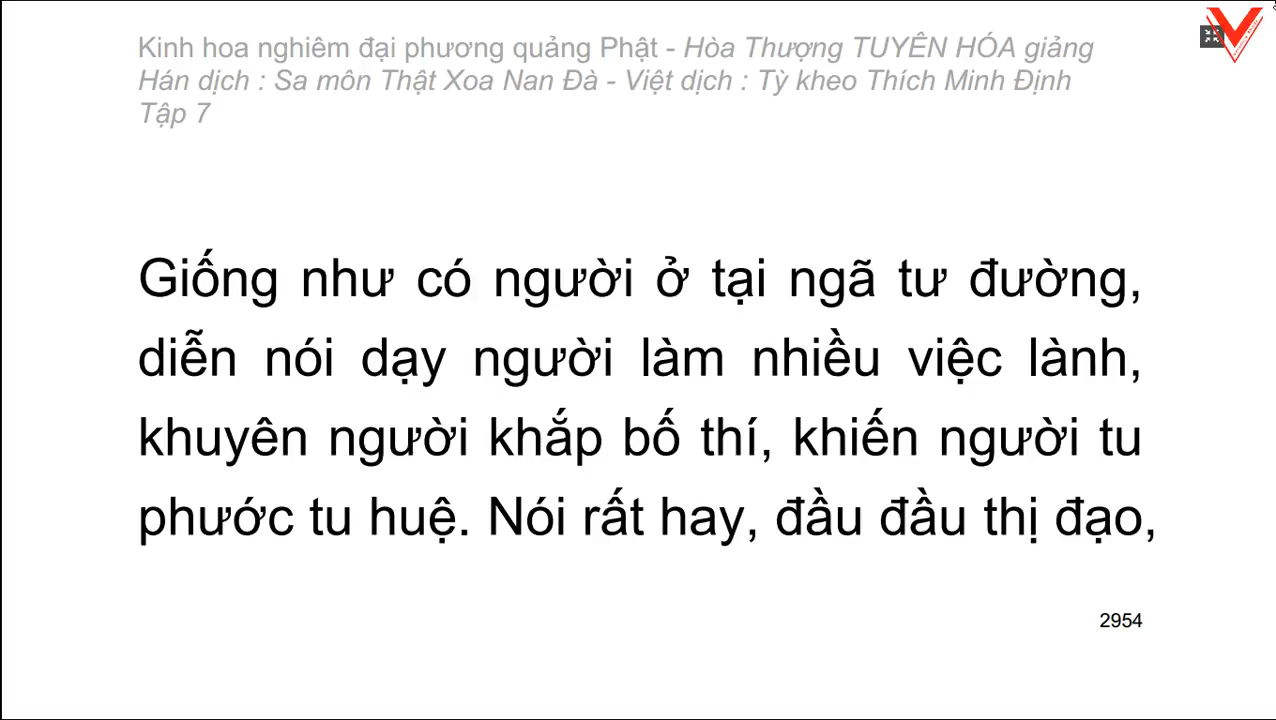 Kinh hoa nghiêm đại phương quảng Phật - Hòa Thượng TUYÊN HÓA giảng
Hán dịch : Sa môn Thật Xoa Nan Đà - Việt dịch : Tỳ kheo Thích Minh Định
Tập 7
Giống như có người ở tại ngã tư đường,
diễn nói dạy người làm nhiều việc lành,
khuyên người khắp bố thí, khiến người tu
phước tu huệ. Nói rất hay, đầu đầu thị đạo,
2954